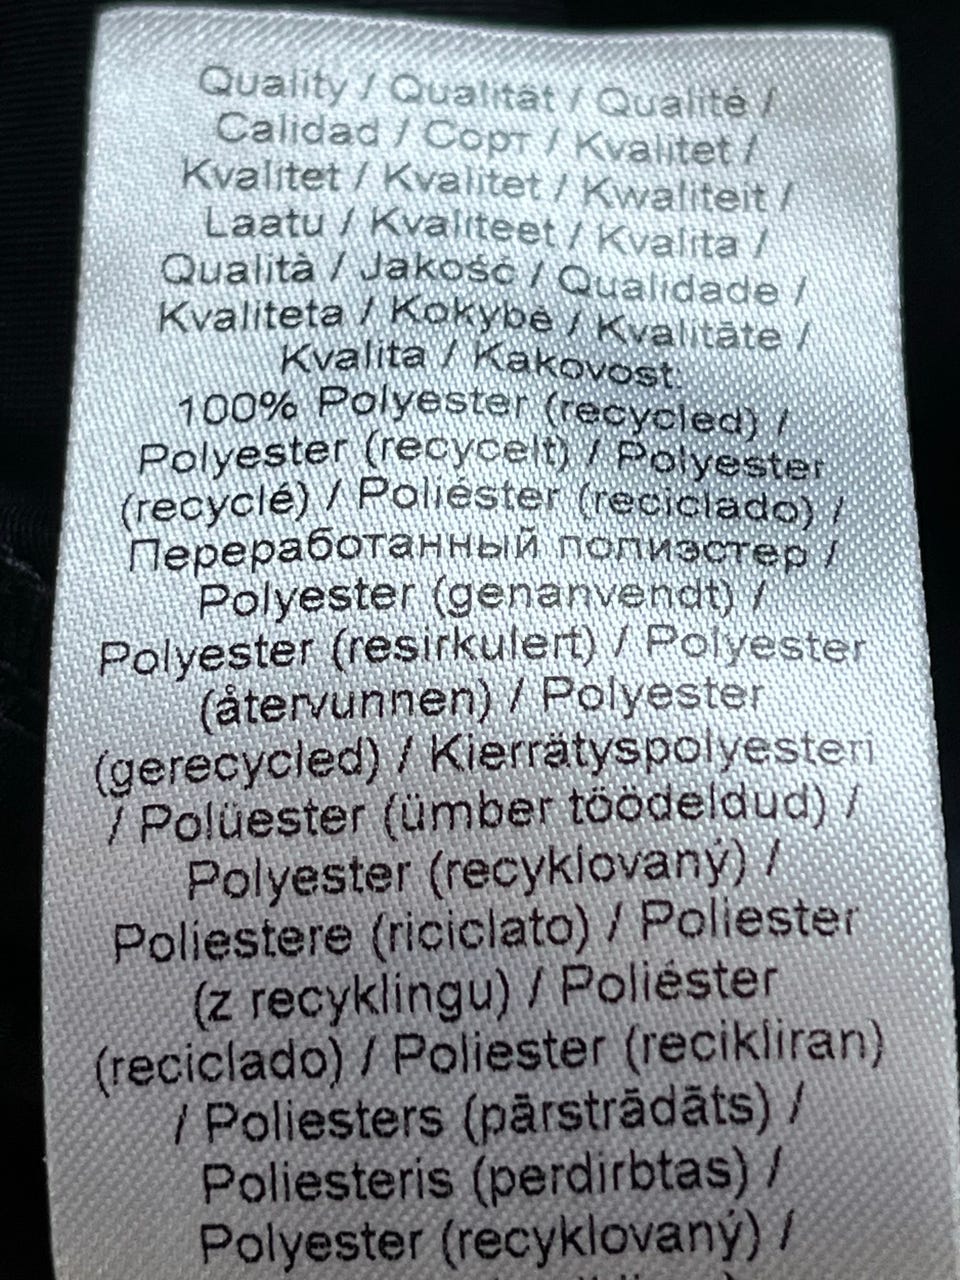 Quality / Qualität / Qualité /
Calidad / Сорт / Kvalitet /
Kvalitet / Kvalitet / Kwaliteit /
Laatu / Kvaliteet / Kvalita /
Qualità / Jakość / Qualidade /
Kvaliteta / Kokybė / Kvalitāte /
Kvalita / Kakovost:
100% Polyester (recycled) /
Polyester (recycelt) / Polyester
(recyclé) / Poliéster (reciclado) /
Переработанный полиэстер /
Polyester (genanvendt) /
Polyester (resirkulert) / Polyester
(återvunnen) / Polyester
(gerecycled) / Kierrätyspolyesteri
/ Polüester (ümber töödeldud) /
Polyester (recyklovaný) /
Poliestere (riciclato) / Poliester
(z recyklingu) / Poliéster
(reciclado) / Poliester (recikliran)
/ Poliesters (pārstrādāts) /
Poliesteris (perdirbtas) /
Polyester (recyklovaný) /